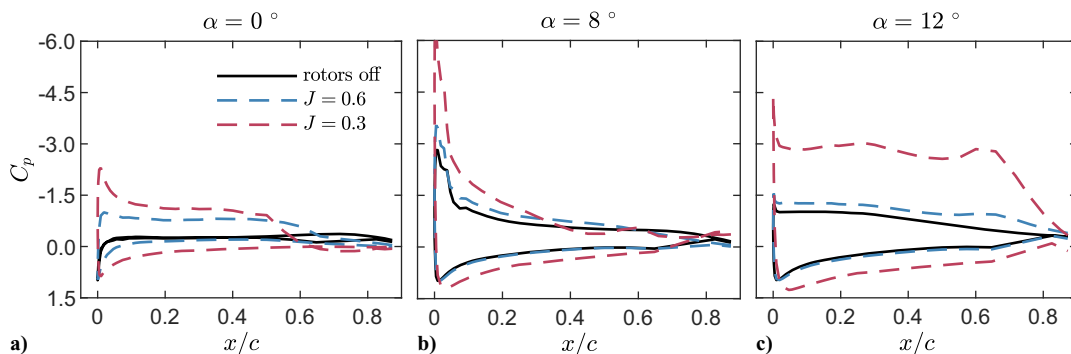 α = 0 °
α = 8 °
α = 12 °
-6.0
-4.5
-3.0
-1.5
0.0
1.5
C_p
rotors off
J = 0.6
J = 0.3
0 0.2 0.4 0.6 0.8
0 0.2 0.4 0.6 0.8
0 0.2 0.4 0.6 0.8
a) x/c
b) x/c
c) x/c